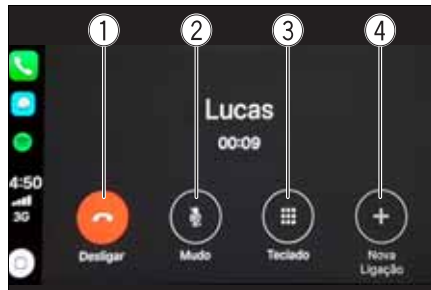 1 2 3 4
Lucas
00:09
4:50
3G
Desligar
Mudo
Teclado
Nova
Ligação